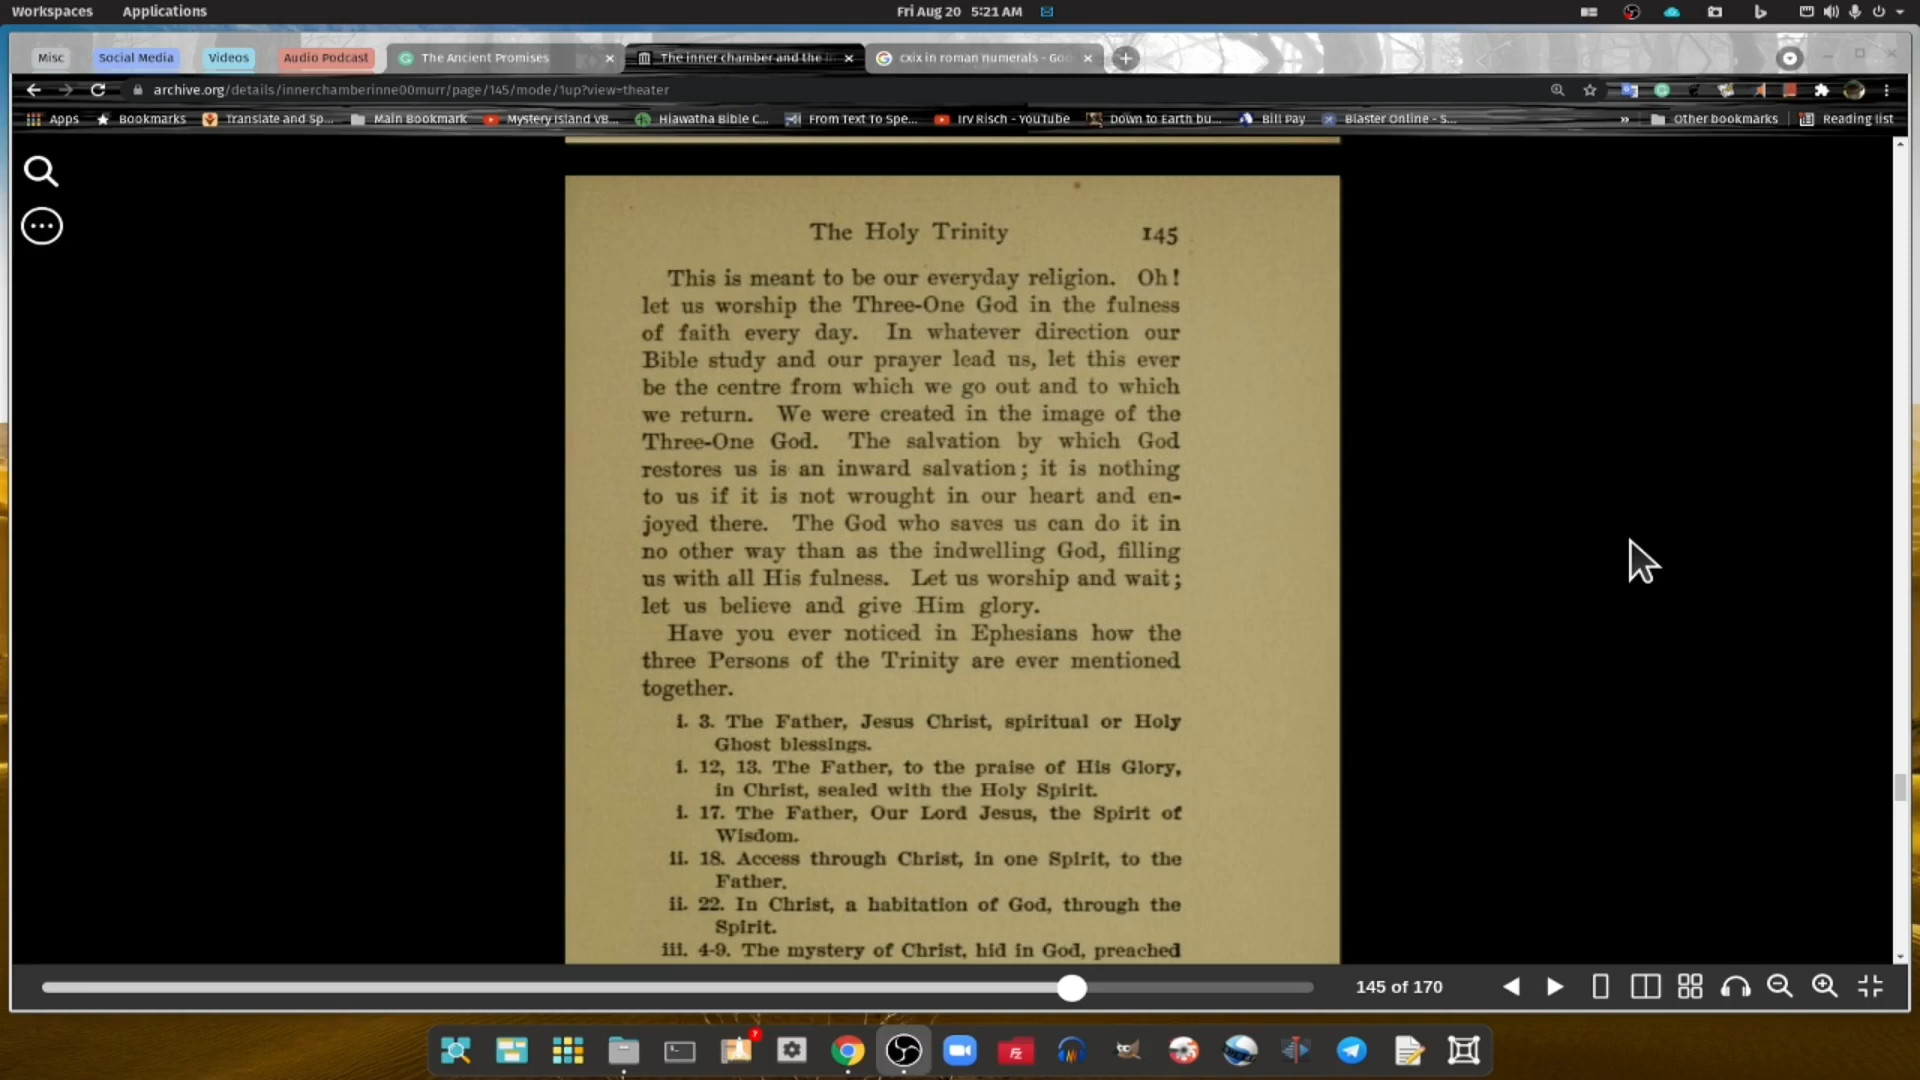 Workspaces Applications Fri Aug 20 5:21 AM
Misc Social Media Videos Audio Podcast The Ancient Promises The inner chamber and the cxix in roman numerals - Goo
archive.org/details/innerchamberinne00murr/page/145/mode/1up?view=theater
Apps Bookmarks Translate and Sp... Main Bookmark Mystery Island VB... Hiawatha Bible C... From Text To Spe... Irv Risch - YouTube Down to Earth bu... Bill Pay Blaster Online - S... » Other bookmarks Reading list
The Holy Trinity 145
This is meant to be our everyday religion. Oh!
let us worship the Three-One God in the fulness
of faith every day. In whatever direction our
Bible study and our prayer lead us, let this ever
be the centre from which we go out and to which
we return. We were created in the image of the
Three-One God. The salvation by which God
restores us is an inward salvation; it is nothing
to us if it is not wrought in our heart and en-
joyed there. The God who saves us can do it in
no other way than as the indwelling God, filling
us with all His fulness. Let us worship and wait;
let us believe and give Him glory.
Have you ever noticed in Ephesians how the
three Persons of the Trinity are ever mentioned
together.
i. 3. The Father, Jesus Christ, spiritual or Holy
Ghost blessings.
i. 12, 13. The Father, to the praise of His Glory,
in Christ, sealed with the Holy Spirit.
i. 17. The Father, Our Lord Jesus, the Spirit of
Wisdom.
ii. 18. Access through Christ, in one Spirit, to the
Father.
ii. 22. In Christ, a habitation of God, through the
Spirit.
iii. 4-9. The mystery of Christ, hid in God, preached
145 of 170
7
Fz